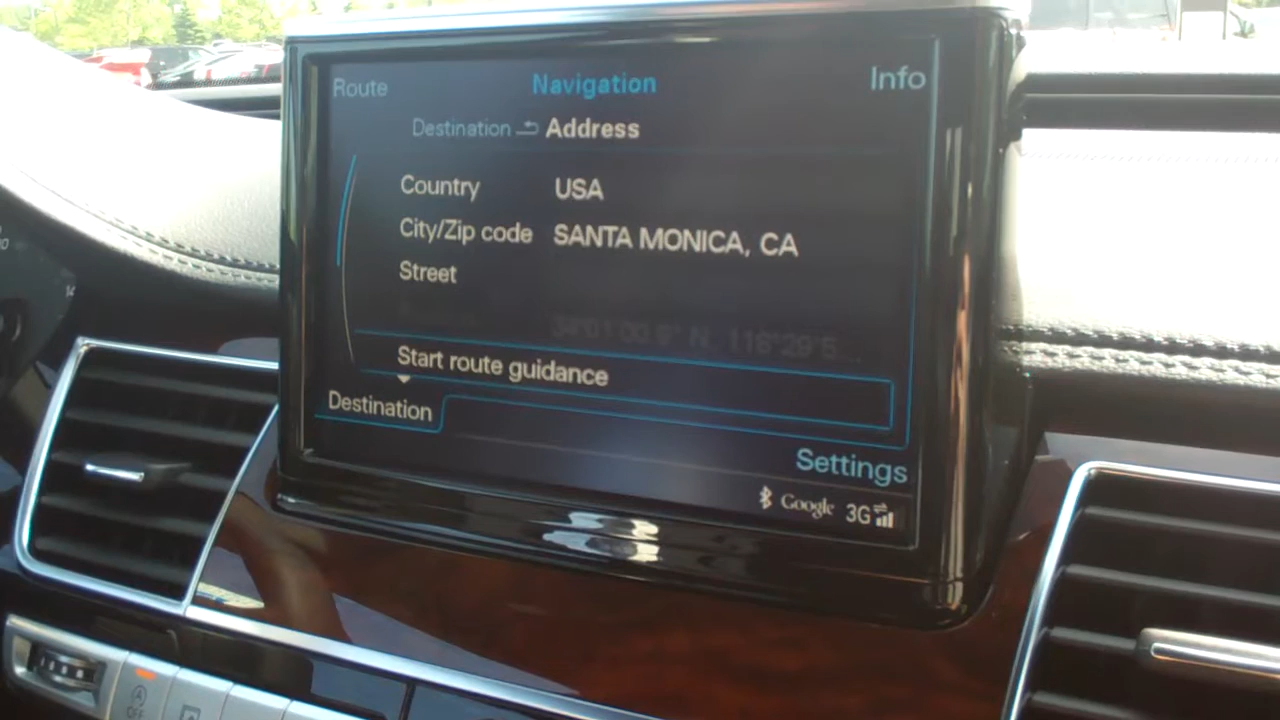 Route Navigation Info
Destination Address
Country USA
City/Zip code SANTA MONICA, CA
Street
Start route guidance
Destination
Settings
Google 3G
OFF